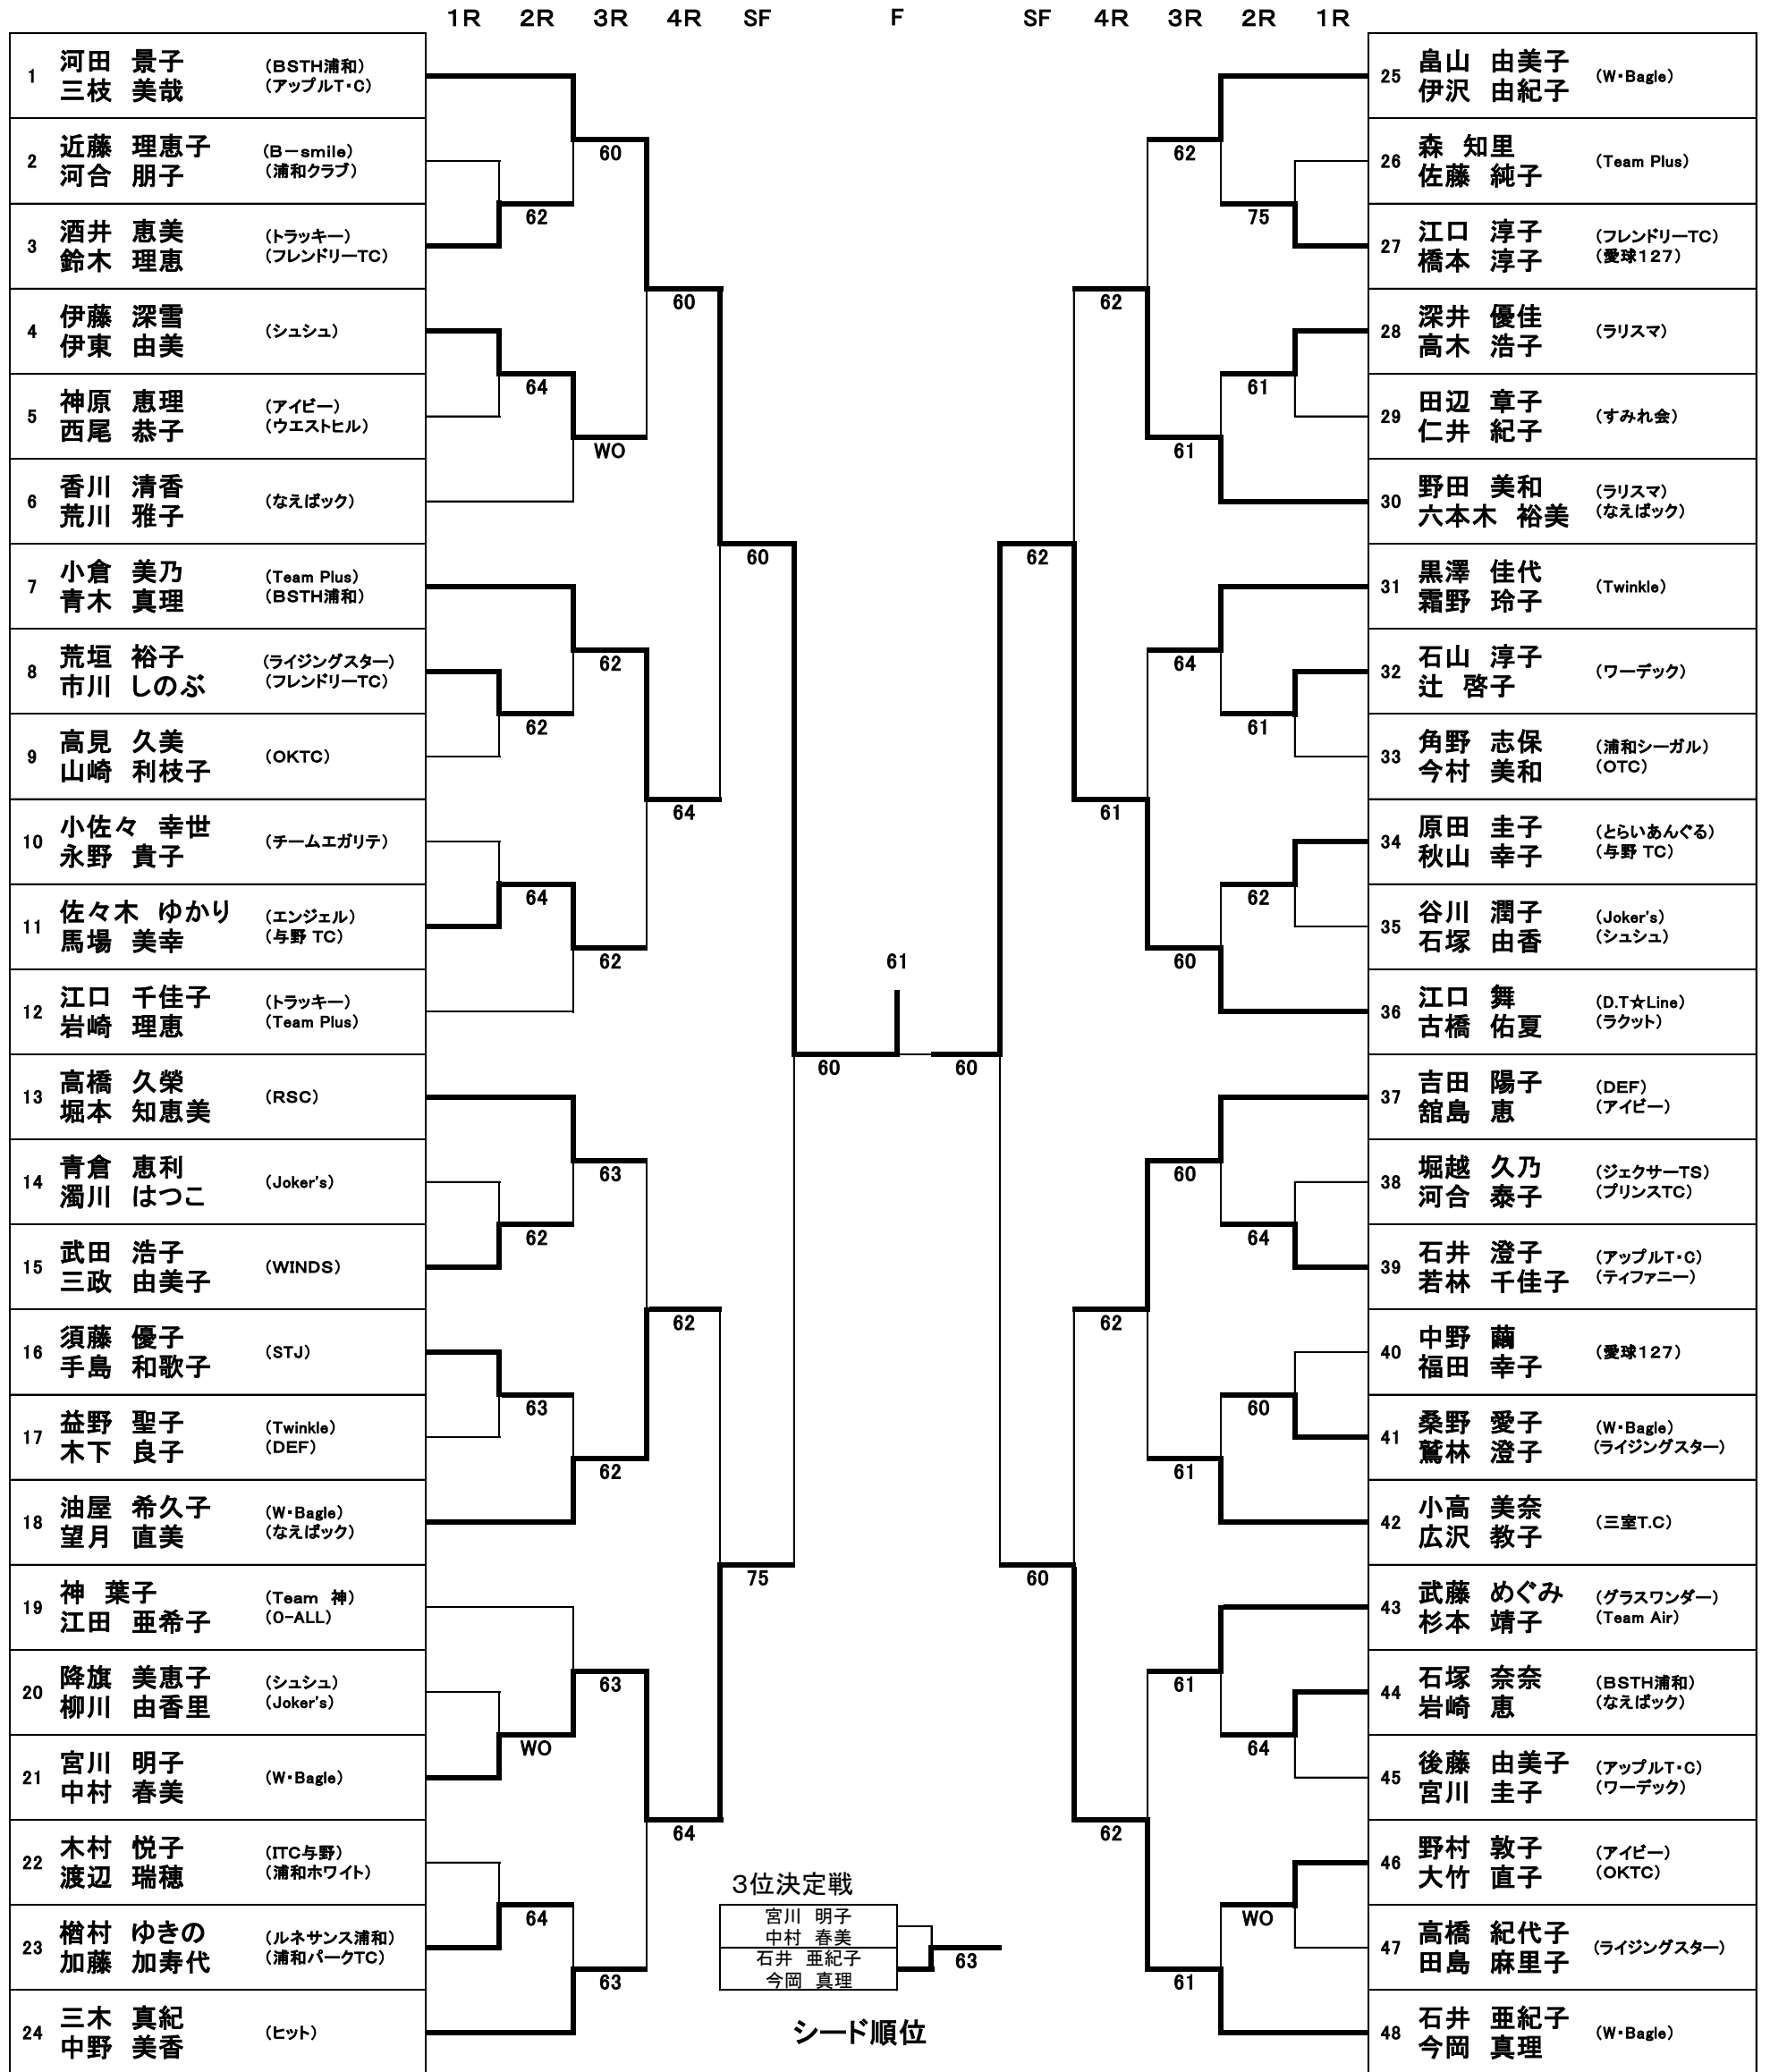 1R 2R 3R 4R SF F SF 4R 3R 2R 1R
1 河田 景子 (BSTH浦和)
三枝 美哉 (アップルT・C)
2 近藤 理恵子 (B－smile)
河合 朋子 (浦和クラブ)
3 酒井 恵美 (トラッキー)
鈴木 理恵 (フレンドリーTC)
4 伊藤 深雪 (シュシュ)
伊東 由美
5 神原 恵理 (アイビー)
西尾 恭子 (ウエストヒル)
6 香川 清香 (なえばック)
荒川 雅子
7 小倉 美乃 (Team Plus)
青木 真理 (BSTH浦和)
8 荒垣 裕子 (ライジングスター)
市川 しのぶ (フレンドリーTC)
9 高見 久美 (OKTC)
山崎 利枝子
10 小佐々 幸世 (チームエガリテ)
永野 貴子
11 佐々木 ゆかり (エンジェル)
馬場 美幸 (与野 TC)
12 江口 千佳子 (トラッキー)
岩崎 理恵 (Team Plus)
13 高橋 久榮 (RSC)
堀本 知恵美
14 青倉 恵利 (Joker's)
濁川 はつこ
15 武田 浩子 (WINDS)
三政 由美子
16 須藤 優子 (STJ)
手島 和歌子
17 益野 聖子 (Twinkle)
木下 良子 (DEF)
18 油屋 希久子 (W・Bagle)
望月 直美 (なえばック)
19 神 葉子 (Team 神)
江田 亜希子 (O-ALL)
20 降旗 美恵子 (シュシュ)
柳川 由香里 (Joker's)
21 宮川 明子 (W・Bagle)
中村 春美
22 木村 悦子 (ITC与野)
渡辺 瑞穂 (浦和ホワイト)
23 楢村 ゆきの (ルネサンス浦和)
加藤 加寿代 (浦和パークTC)
24 三木 真紀 (ヒット)
中野 美香
62
64
62
64
62
63
WO
64
60
WO
62
62
63
62
63
63
60
64
62
64
60
75
60
61
60
62
60
62
61
62
62
62
61
64
60
60
61
61
61
75
61
61
62
64
60
64
WO
25 畠山 由美子 (W・Bagle)
伊沢 由紀子
26 森 知里 (Team Plus)
佐藤 純子
27 江口 淳子 (フレンドリーTC)
橋本 淳子 (愛球127)
28 深井 優佳 (ラリスマ)
高木 浩子
29 田辺 章子 (すみれ会)
仁井 紀子
30 野田 美和 (ラリスマ)
六本木 裕美 (なえばック)
31 黒澤 佳代 (Twinkle)
霜野 玲子
32 石山 淳子 (ワーデック)
辻 啓子
33 角野 志保 (浦和シーガル)
今村 美和 (OTC)
34 原田 圭子 (とらいあんぐる)
秋山 幸子 (与野 TC)
35 谷川 潤子 (Joker's)
石塚 由香 (シュシュ)
36 江口 舞 (D.T☆Line)
古橋 佑夏 (ラクット)
37 吉田 陽子 (DEF)
舘島 恵 (アイビー)
38 堀越 久乃 (ジェクサーTS)
河合 泰子 (プリンスTC)
39 石井 澄子 (アップルT・C)
若林 千佳子 (ティファニー)
40 中野 繭 (愛球127)
福田 幸子
41 桑野 愛子 (W・Bagle)
鷲林 澄子 (ライジングスター)
42 小高 美奈 (三室T.C)
広沢 教子
43 武藤 めぐみ (グラスワンダー)
杉本 靖子 (Team Air)
44 石塚 奈奈 (BSTH浦和)
岩崎 恵 (なえばック)
45 後藤 由美子 (アップルT・C)
宮川 圭子 (ワーデック)
46 野村 敦子 (アイビー)
大竹 直子 (OKTC)
47 高橋 紀代子 (ライジングスター)
田島 麻里子
48 石井 亜紀子 (W・Bagle)
今岡 真理
3位決定戦
宮川 明子
中村 春美
石井 亜紀子
今岡 真理
63
シード順位